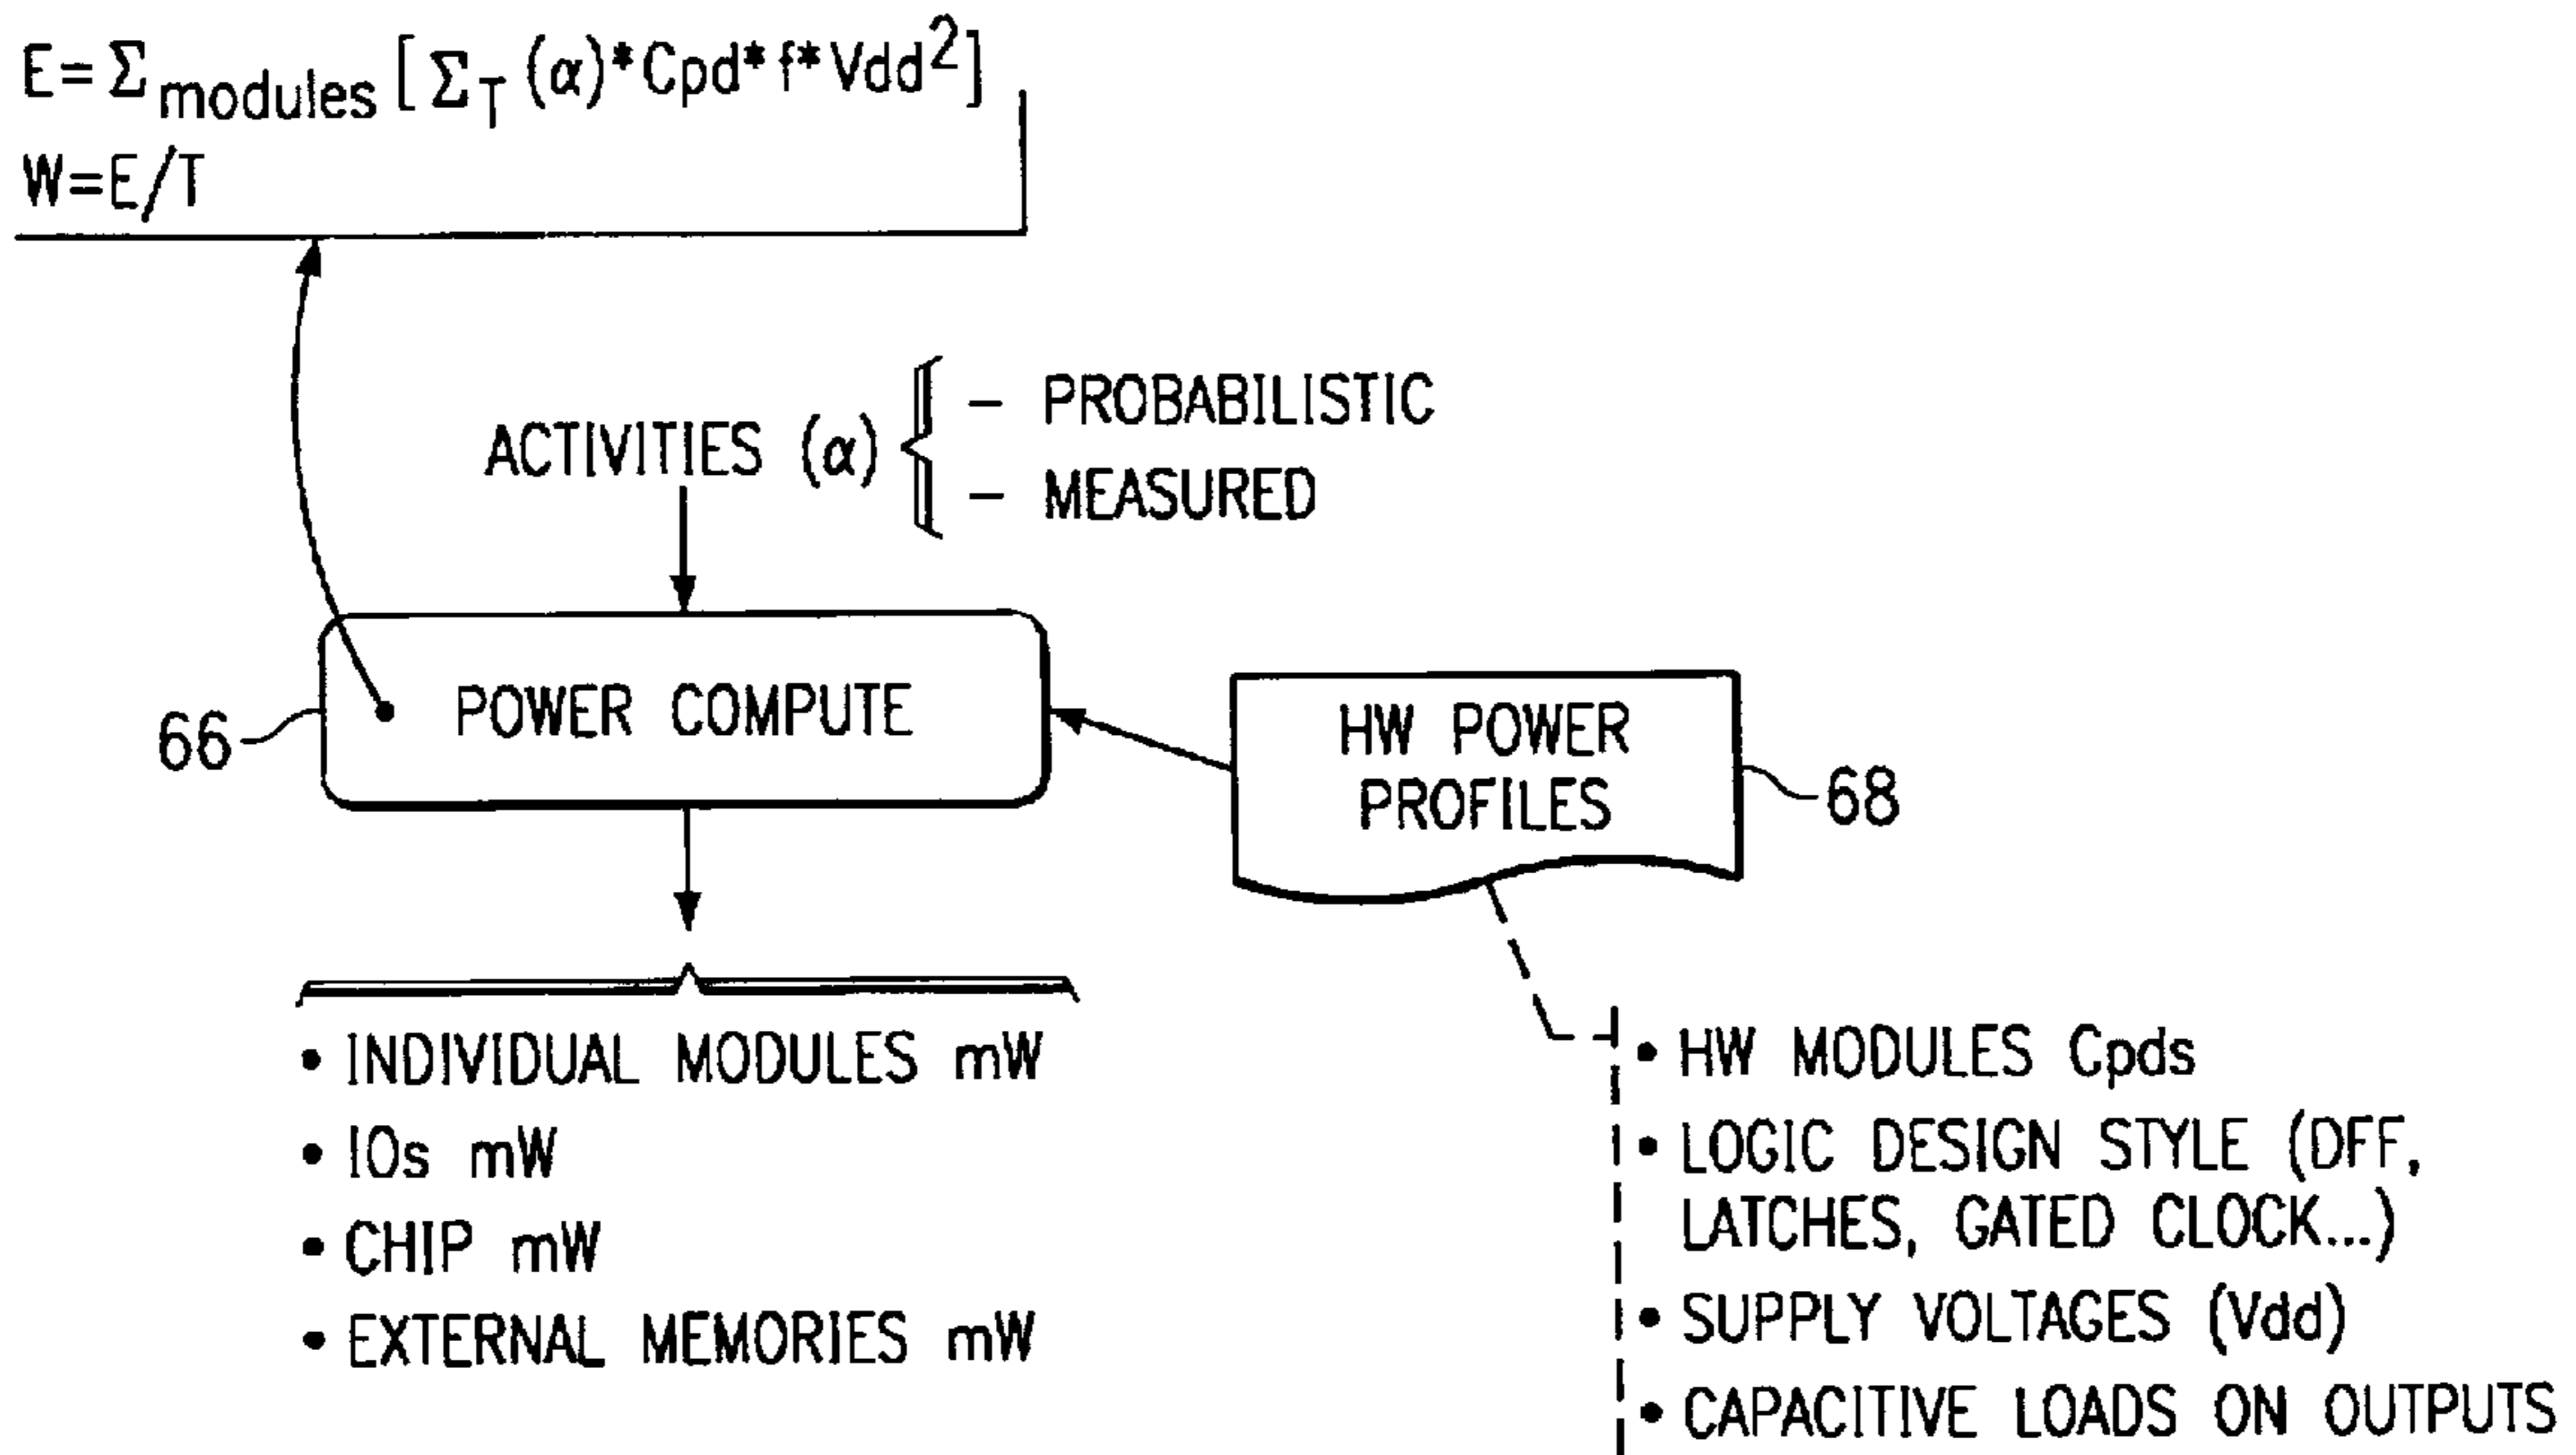 E=Σmodules[ΣT(α)*Cpd*f*Vdd²]
W=E/T
ACTIVITIES (α)
– PROBABILISTIC
– MEASURED
66
POWER COMPUTE
HW POWER
PROFILES
68
• INDIVIDUAL MODULES mW
• IOs mW
• CHIP mW
• EXTERNAL MEMORIES mW
• HW MODULES Cpds
• LOGIC DESIGN STYLE (DFF,
LATCHES, GATED CLOCK...)
• SUPPLY VOLTAGES (Vdd)
• CAPACITIVE LOADS ON OUTPUTS